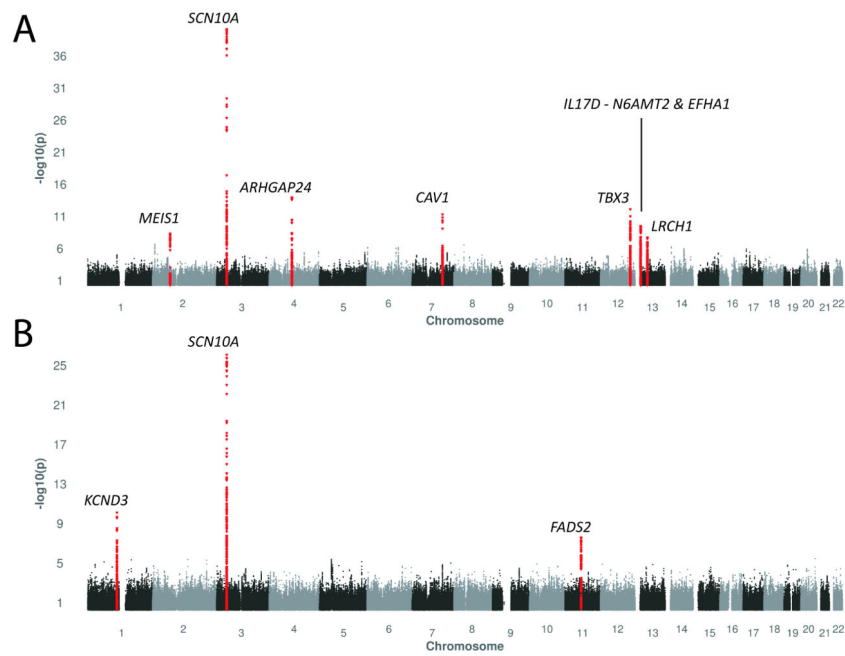 A
SCN10A
36
31
26
21
16
11
6
1
-log10(p)
IL17D - N6AMT2 & EFHA1
ARHGAP24
CAV1
TBX3
MEIS1
LRCH1
1 2 3 4 5 6 7 8 9 10 11 12 13 14 15 16 17 18 19 20 21 22
Chromosome
B
SCN10A
25
21
17
13
9
5
1
-log10(p)
KCND3
FADS2
1 2 3 4 5 6 7 8 9 10 11 12 13 14 15 16 17 18 19 20 21 22
Chromosome